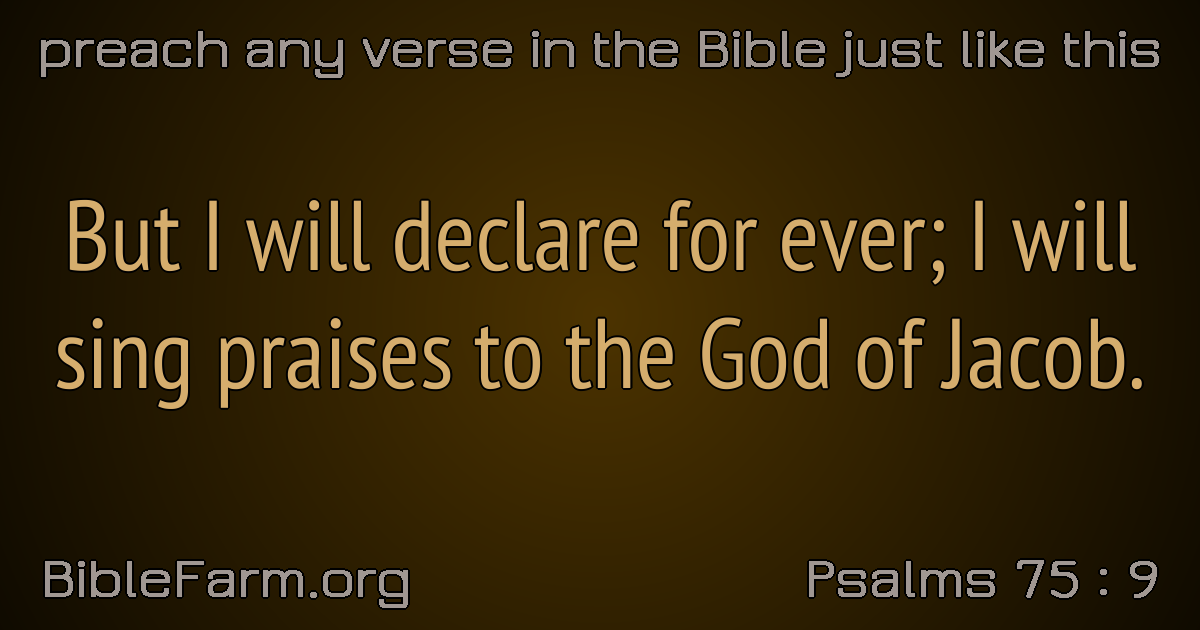 preach any verse in the Bible just like this
But I will declare for ever; I will
sing praises to the God of Jacob.
BibleFarm.org
Psalms 75 : 9